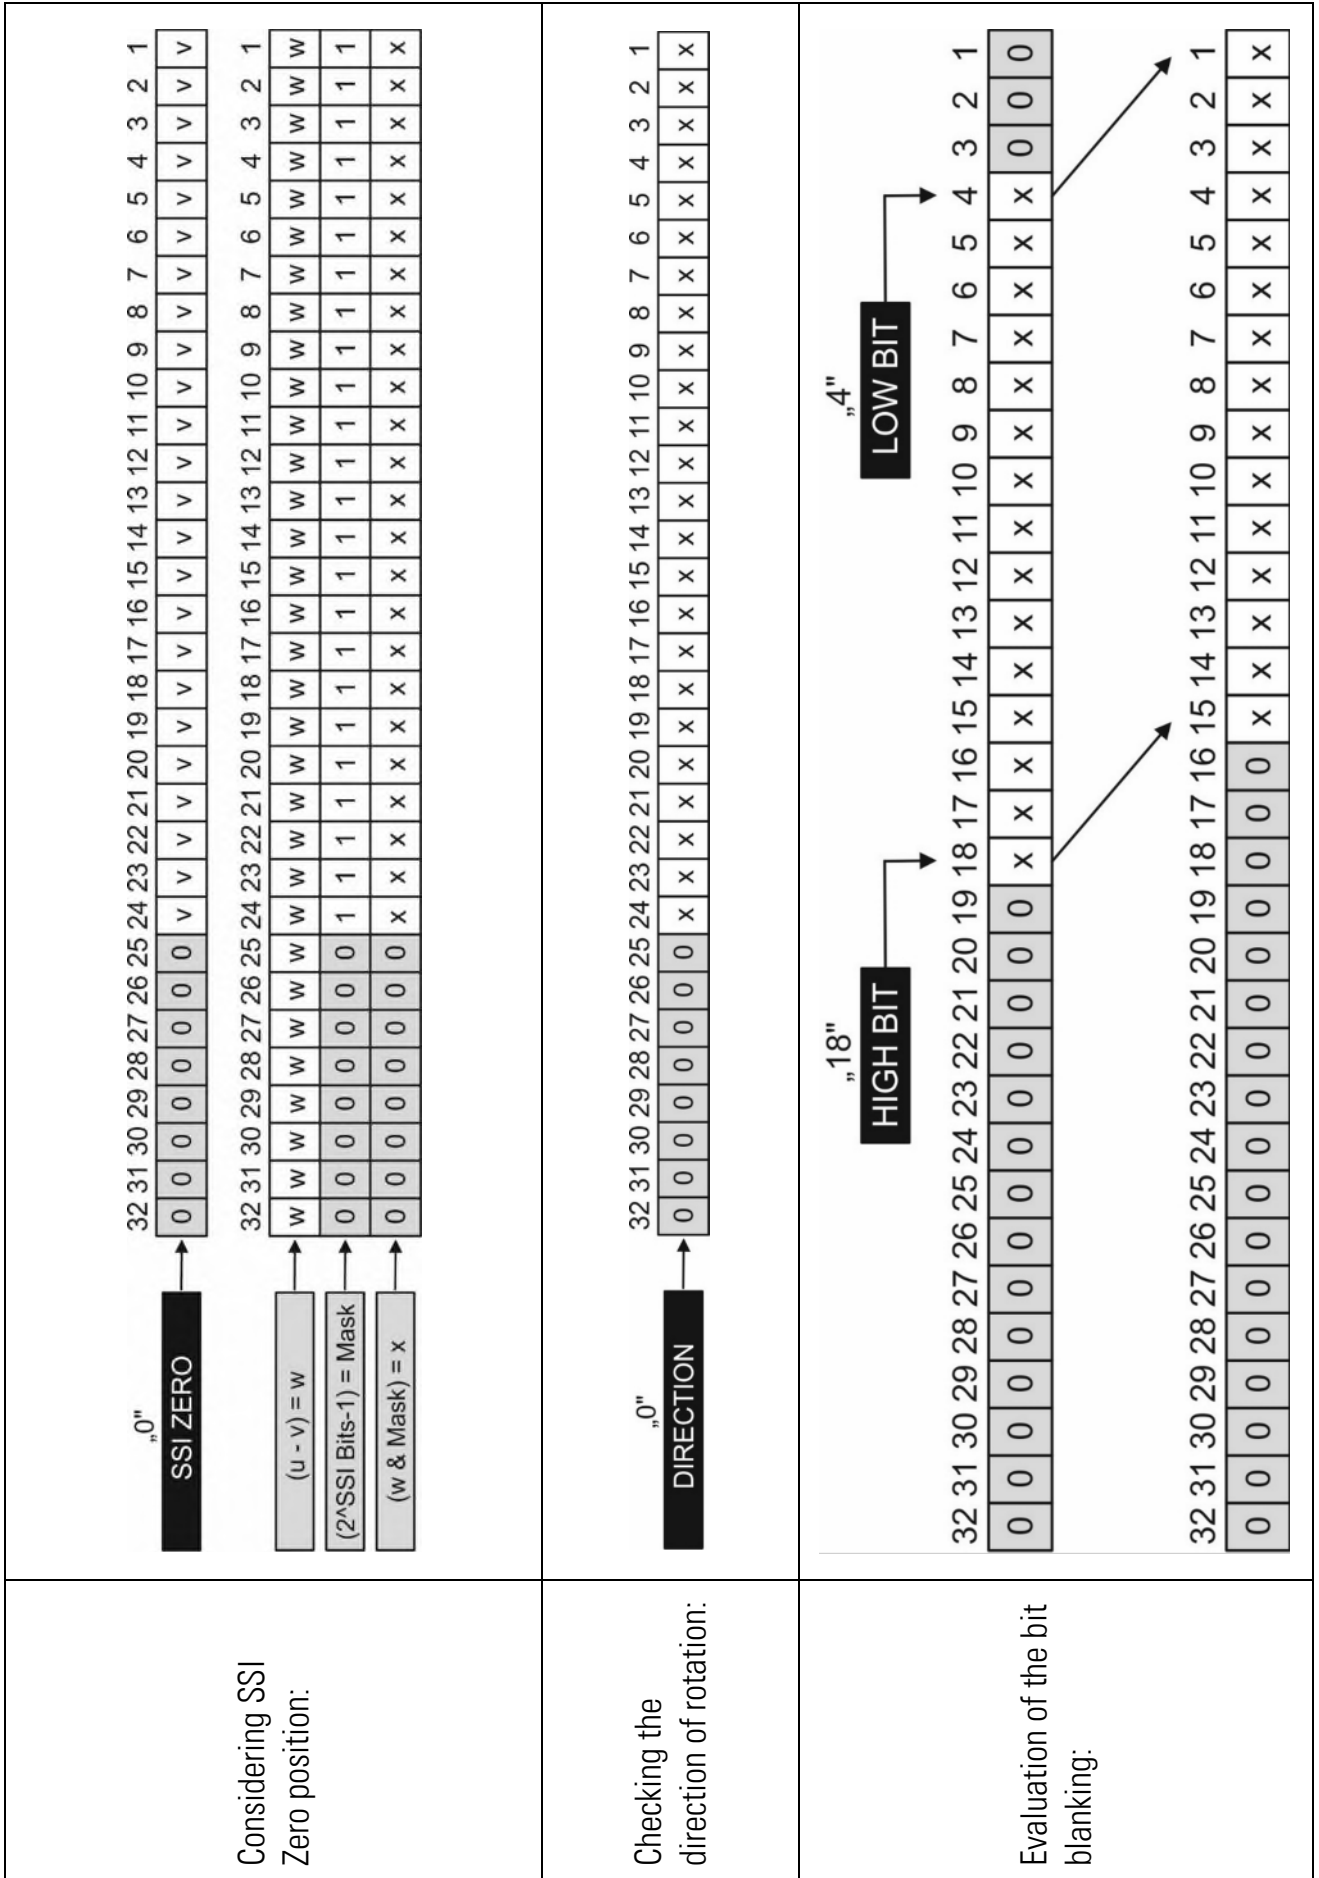 Considering SSI
Zero position:
„0"
32 31 30 29 28 27 26 25 24 23 22 21 20 19 18 17 16 15 14 13 12 11 10 9 8 7 6 5 4 3 2 1
SSI ZERO 0 0 0 0 0 0 0 0 v v v v v v v v v v v v v v v v v v v v v v v v
32 31 30 29 28 27 26 25 24 23 22 21 20 19 18 17 16 15 14 13 12 11 10 9 8 7 6 5 4 3 2 1
(u - v) = w w w w w w w w w w w w w w w w w w w w w w w w w w w w w w w w w
(2^SSI Bits-1) = Mask 0 0 0 0 0 0 0 0 1 1 1 1 1 1 1 1 1 1 1 1 1 1 1 1 1 1 1 1 1 1 1 1
(w & Mask) = x 0 0 0 0 0 0 0 0 x x x x x x x x x x x x x x x x x x x x x x x x
Checking the
direction of rotation:
„0"
32 31 30 29 28 27 26 25 24 23 22 21 20 19 18 17 16 15 14 13 12 11 10 9 8 7 6 5 4 3 2 1
DIRECTION 0 0 0 0 0 0 0 0 x x x x x x x x x x x x x x x x x x x x x x x x
Evaluation of the bit
blanking:
„18" „4"
HIGH BIT LOW BIT
32 31 30 29 28 27 26 25 24 23 22 21 20 19 18 17 16 15 14 13 12 11 10 9 8 7 6 5 4 3 2 1
0 0 0 0 0 0 0 0 0 0 0 0 0 0 x x x x x x x x x x x x x x x 0 0 0
32 31 30 29 28 27 26 25 24 23 22 21 20 19 18 17 16 15 14 13 12 11 10 9 8 7 6 5 4 3 2 1
0 0 0 0 0 0 0 0 0 0 0 0 0 0 0 0 0 x x x x x x x x x x x x x x x